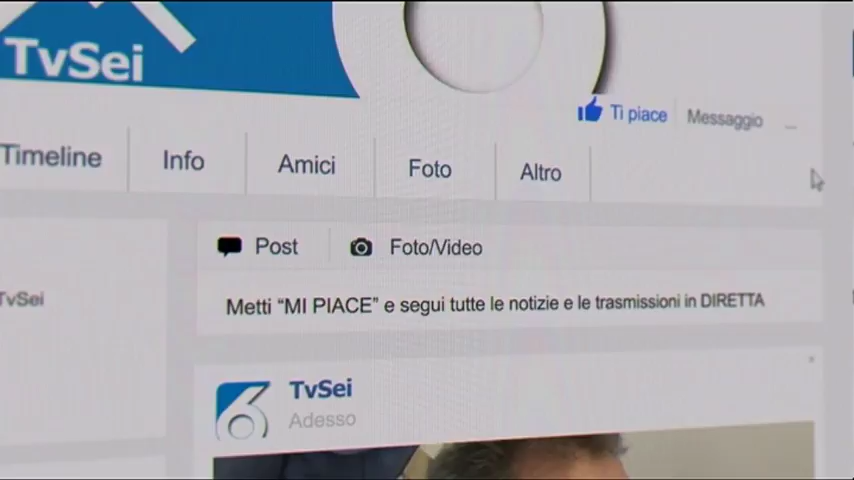 TvSei
Ti piace
Messaggio
Timeline
Info
Amici
Foto
Altro
Post
Foto/Video
TvSei
Metti “MI PIACE” e segui tutte le notizie e le trasmissioni in DIRETTA
6
TvSei
Adesso